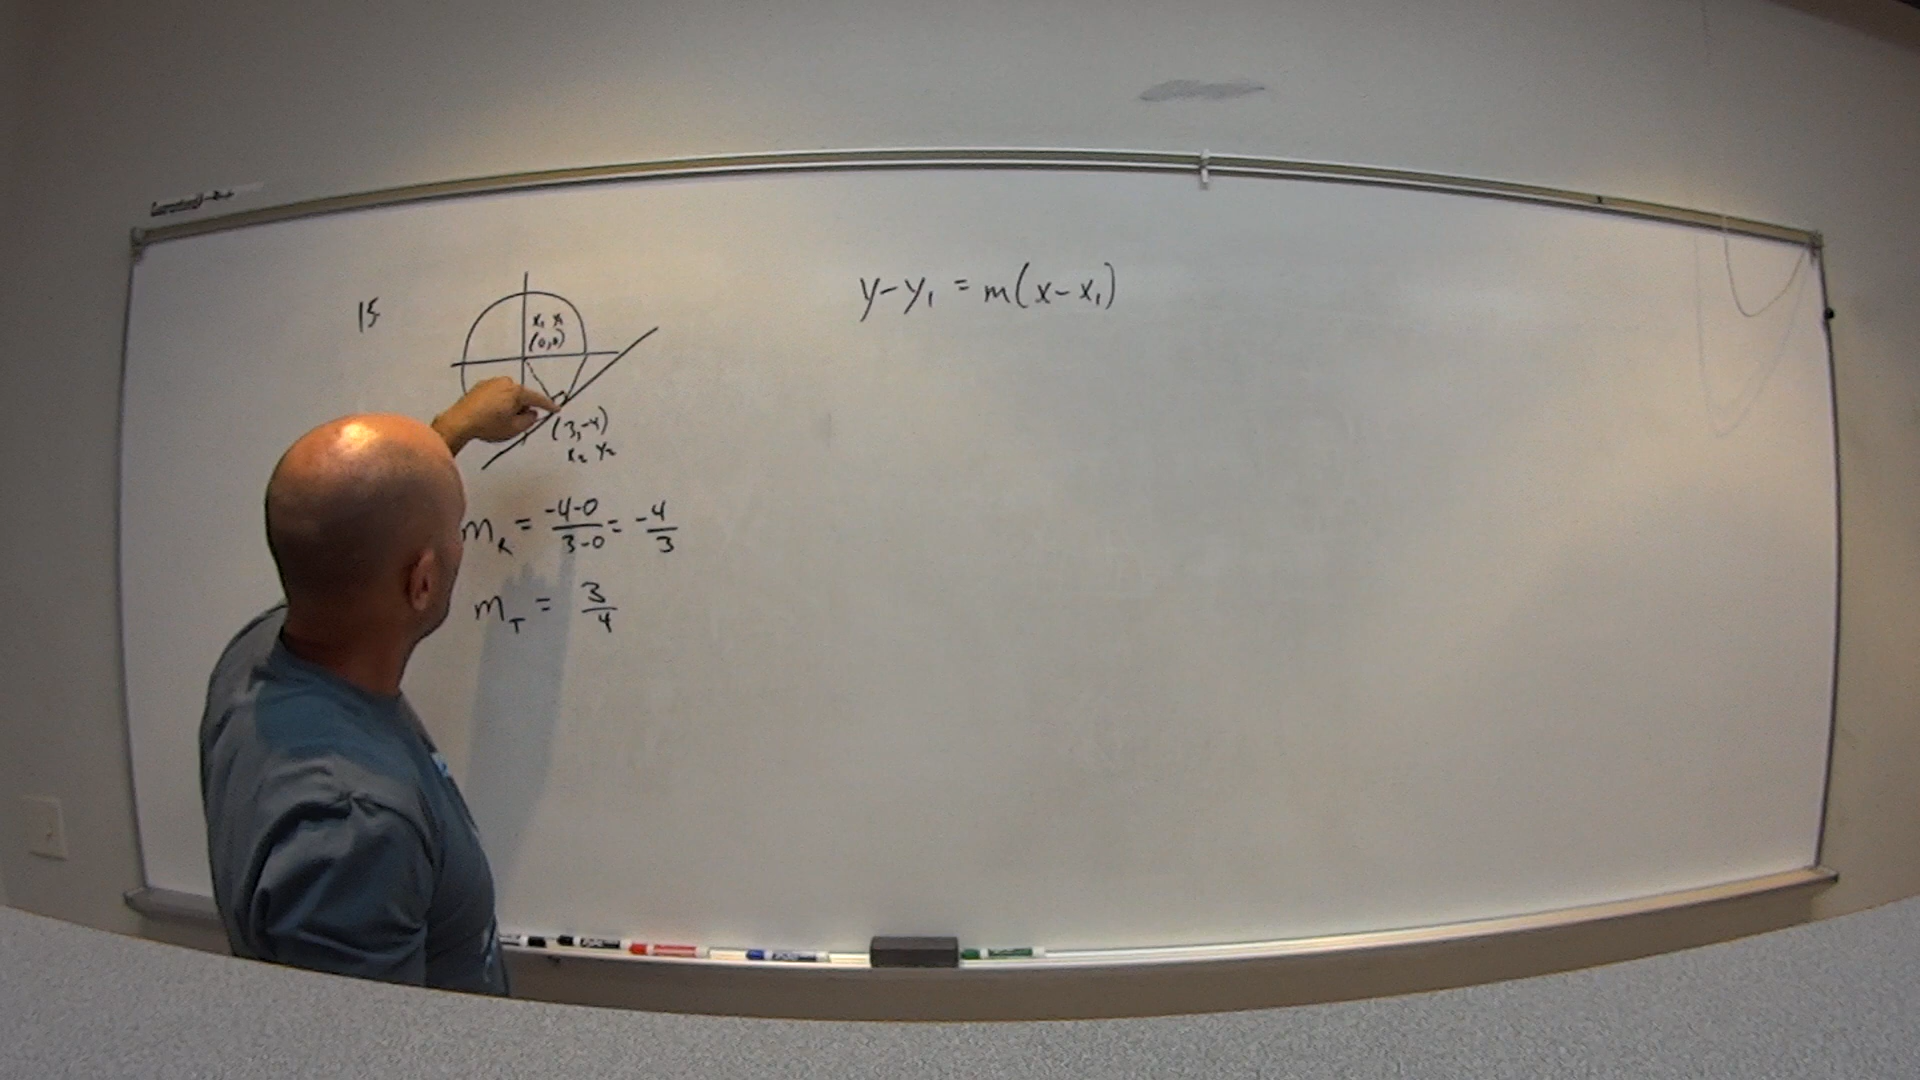 15
x₁ y₁
(0,0)
(3,-4)
x₂ y₂
m_R = -4-0/3-0 = -4/3
m_T = 3/4
y-y₁ = m(x-x₁)